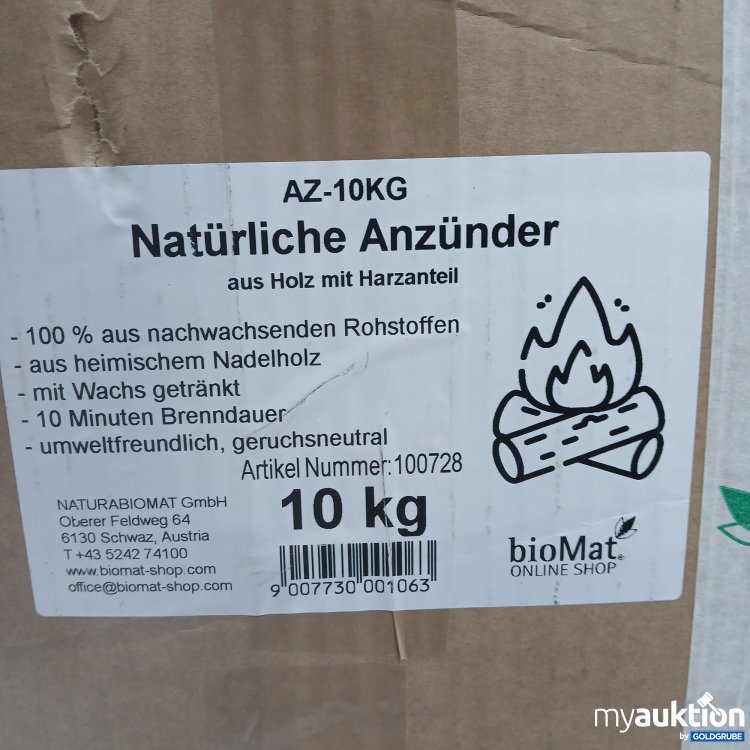 AZ-10KG
Natürliche Anzünder
aus Holz mit Harzanteil
- 100 % aus nachwachsenden Rohstoffen
- aus heimischem Nadelholz
- mit Wachs getränkt
- 10 Minuten Brenndauer
- umweltfreundlich, geruchsneutral
Artikel Nummer:100728
NATURABIOMAT GmbH
Oberer Feldweg 64
6130 Schwaz, Austria
T +43 5242 74100
www.biomat-shop.com
office@biomat-shop.com
10 kg
9 007730 001063
bioMat®
ONLINE SHOP
myauktion
by GOLDGRUBE